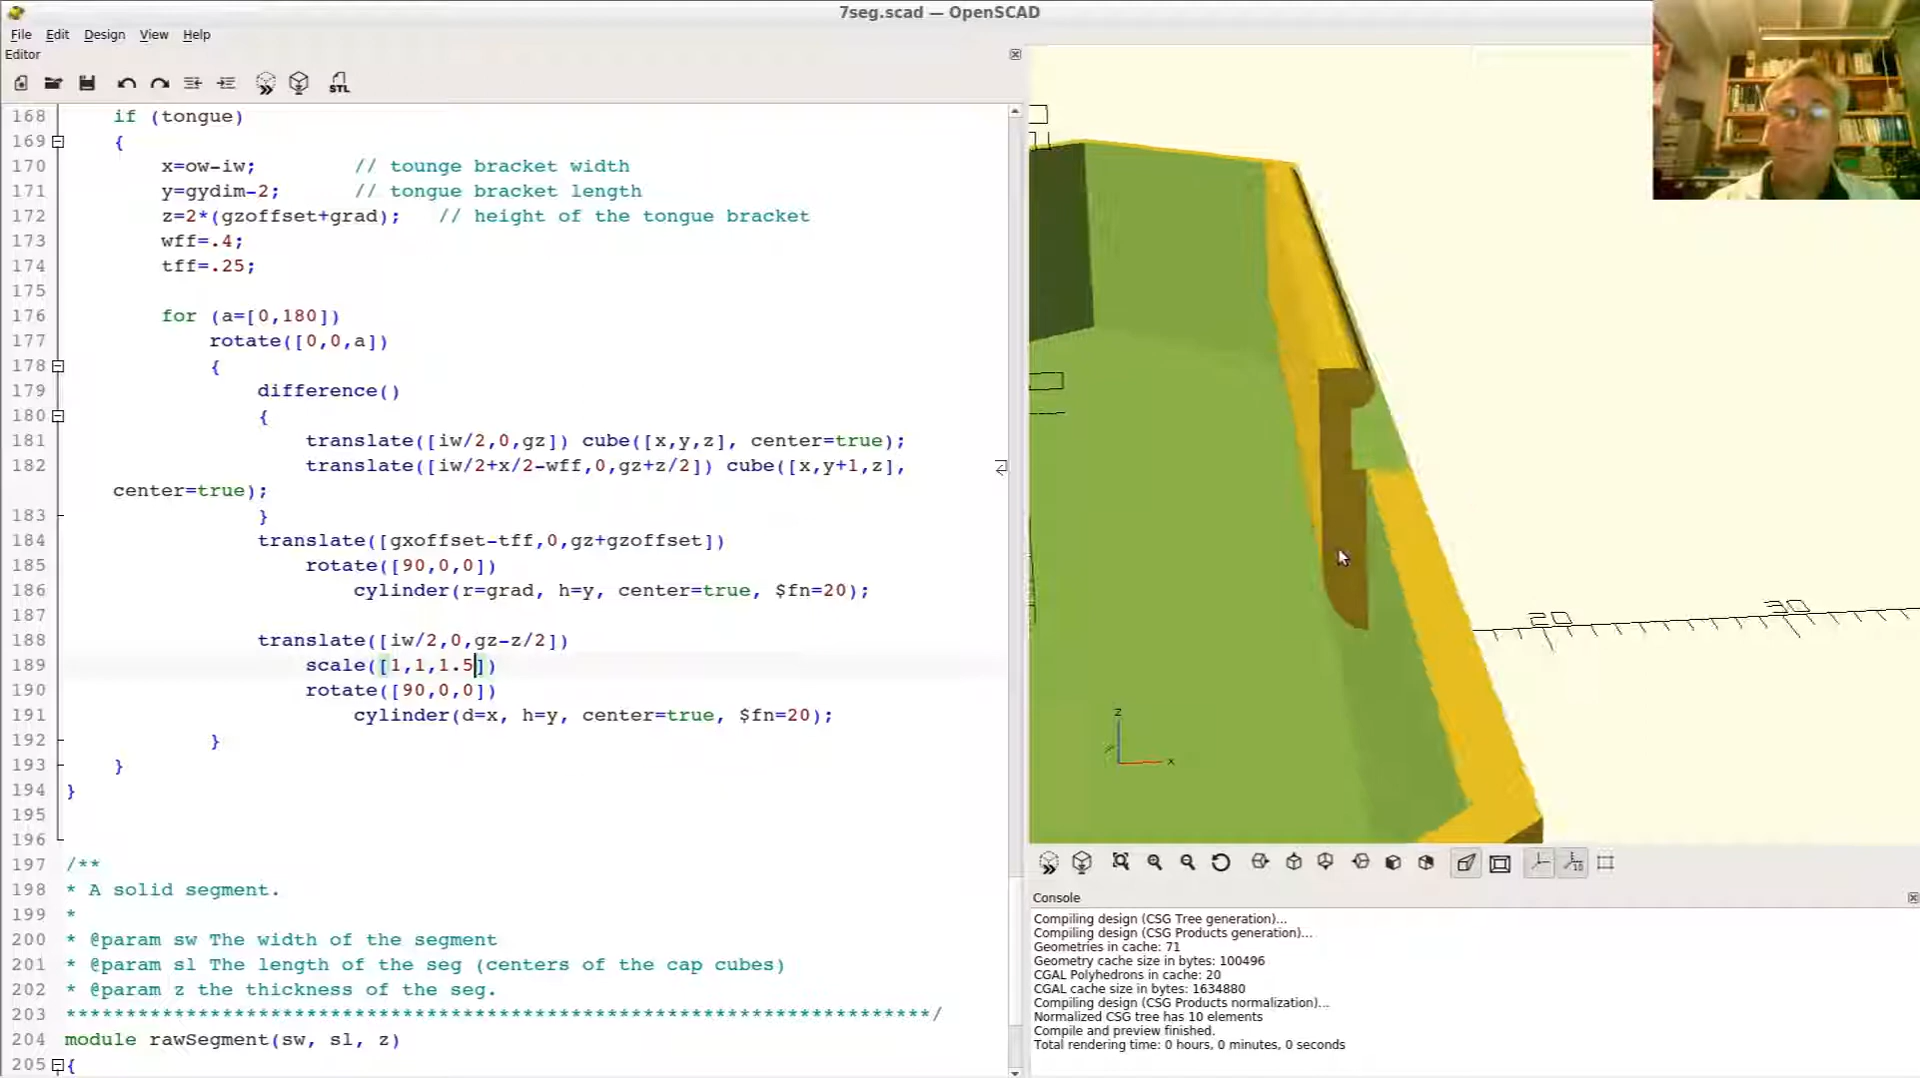 7seg.scad — OpenSCAD
File Edit Design View Help
Editor
STL
168 if (tongue)
169 {
170 x=ow-iw; // tounge bracket width
171 y=gydim-2; // tongue bracket length
172 z=2*(gzoffset+grad); // height of the tongue bracket
173 wff=.4;
174 tff=.25;
175
176 for (a=[0,180])
177 rotate([0,0,a])
178 {
179 difference()
180 {
181 translate([iw/2,0,gz]) cube([x,y,z], center=true);
182 translate([iw/2+x/2-wff,0,gz+z/2]) cube([x,y+1,z],
center=true);
183 }
184 translate([gxoffset-tff,0,gz+gzoffset])
185 rotate([90,0,0])
186 cylinder(r=grad, h=y, center=true, $fn=20);
187
188 translate([iw/2,0,gz-z/2])
189 scale([1,1,1.5])
190 rotate([90,0,0])
191 cylinder(d=x, h=y, center=true, $fn=20);
192 }
193 }
194 }
195
196
197 /**
198 * A solid segment.
199 *
200 * @param sw The width of the segment
201 * @param sl The length of the seg (centers of the cap cubes)
202 * @param z the thickness of the seg.
203 *************************************************************************/
204 module rawSegment(sw, sl, z)
205 {
20 30
z
x
Console
Compiling design (CSG Tree generation)...
Compiling design (CSG Products generation)...
Geometries in cache: 71
Geometry cache size in bytes: 100496
CGAL Polyhedrons in cache: 20
CGAL cache size in bytes: 1634880
Compiling design (CSG Products normalization)...
Normalized CSG tree has 10 elements
Compile and preview finished.
Total rendering time: 0 hours, 0 minutes, 0 seconds